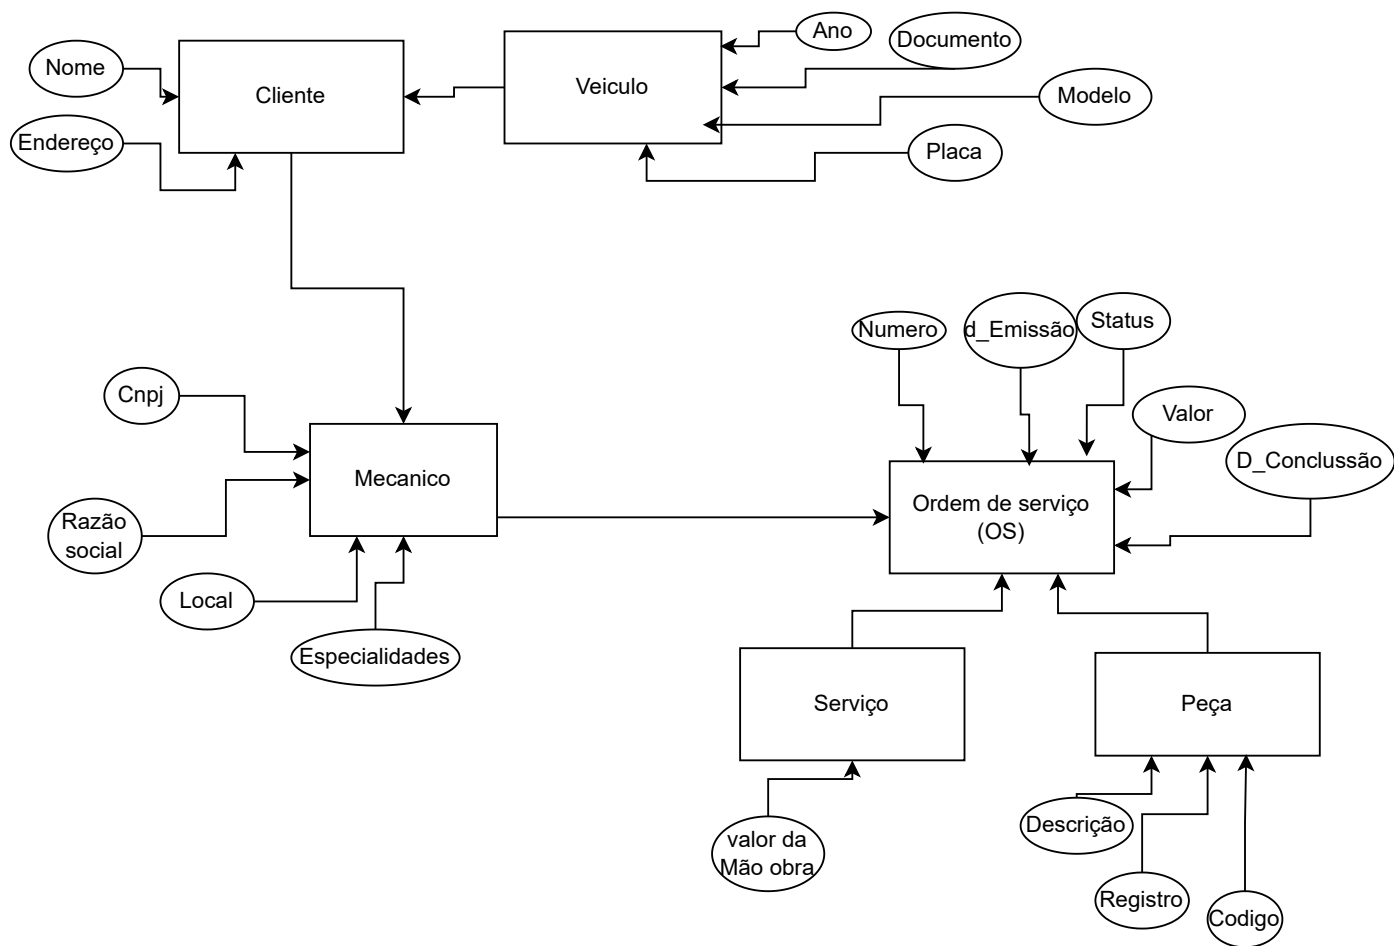 Ano
Documento
Nome
Cliente
Veiculo
Modelo
Endereço
Placa
Numero
d_Emissão
Status
Cnpj
Valor
D_Conclussão
Mecanico
Ordem de serviço
(OS)
Razão
social
Local
Especialidades
Serviço
Peça
valor da
Mão obra
Descrição
Registro
Codigo